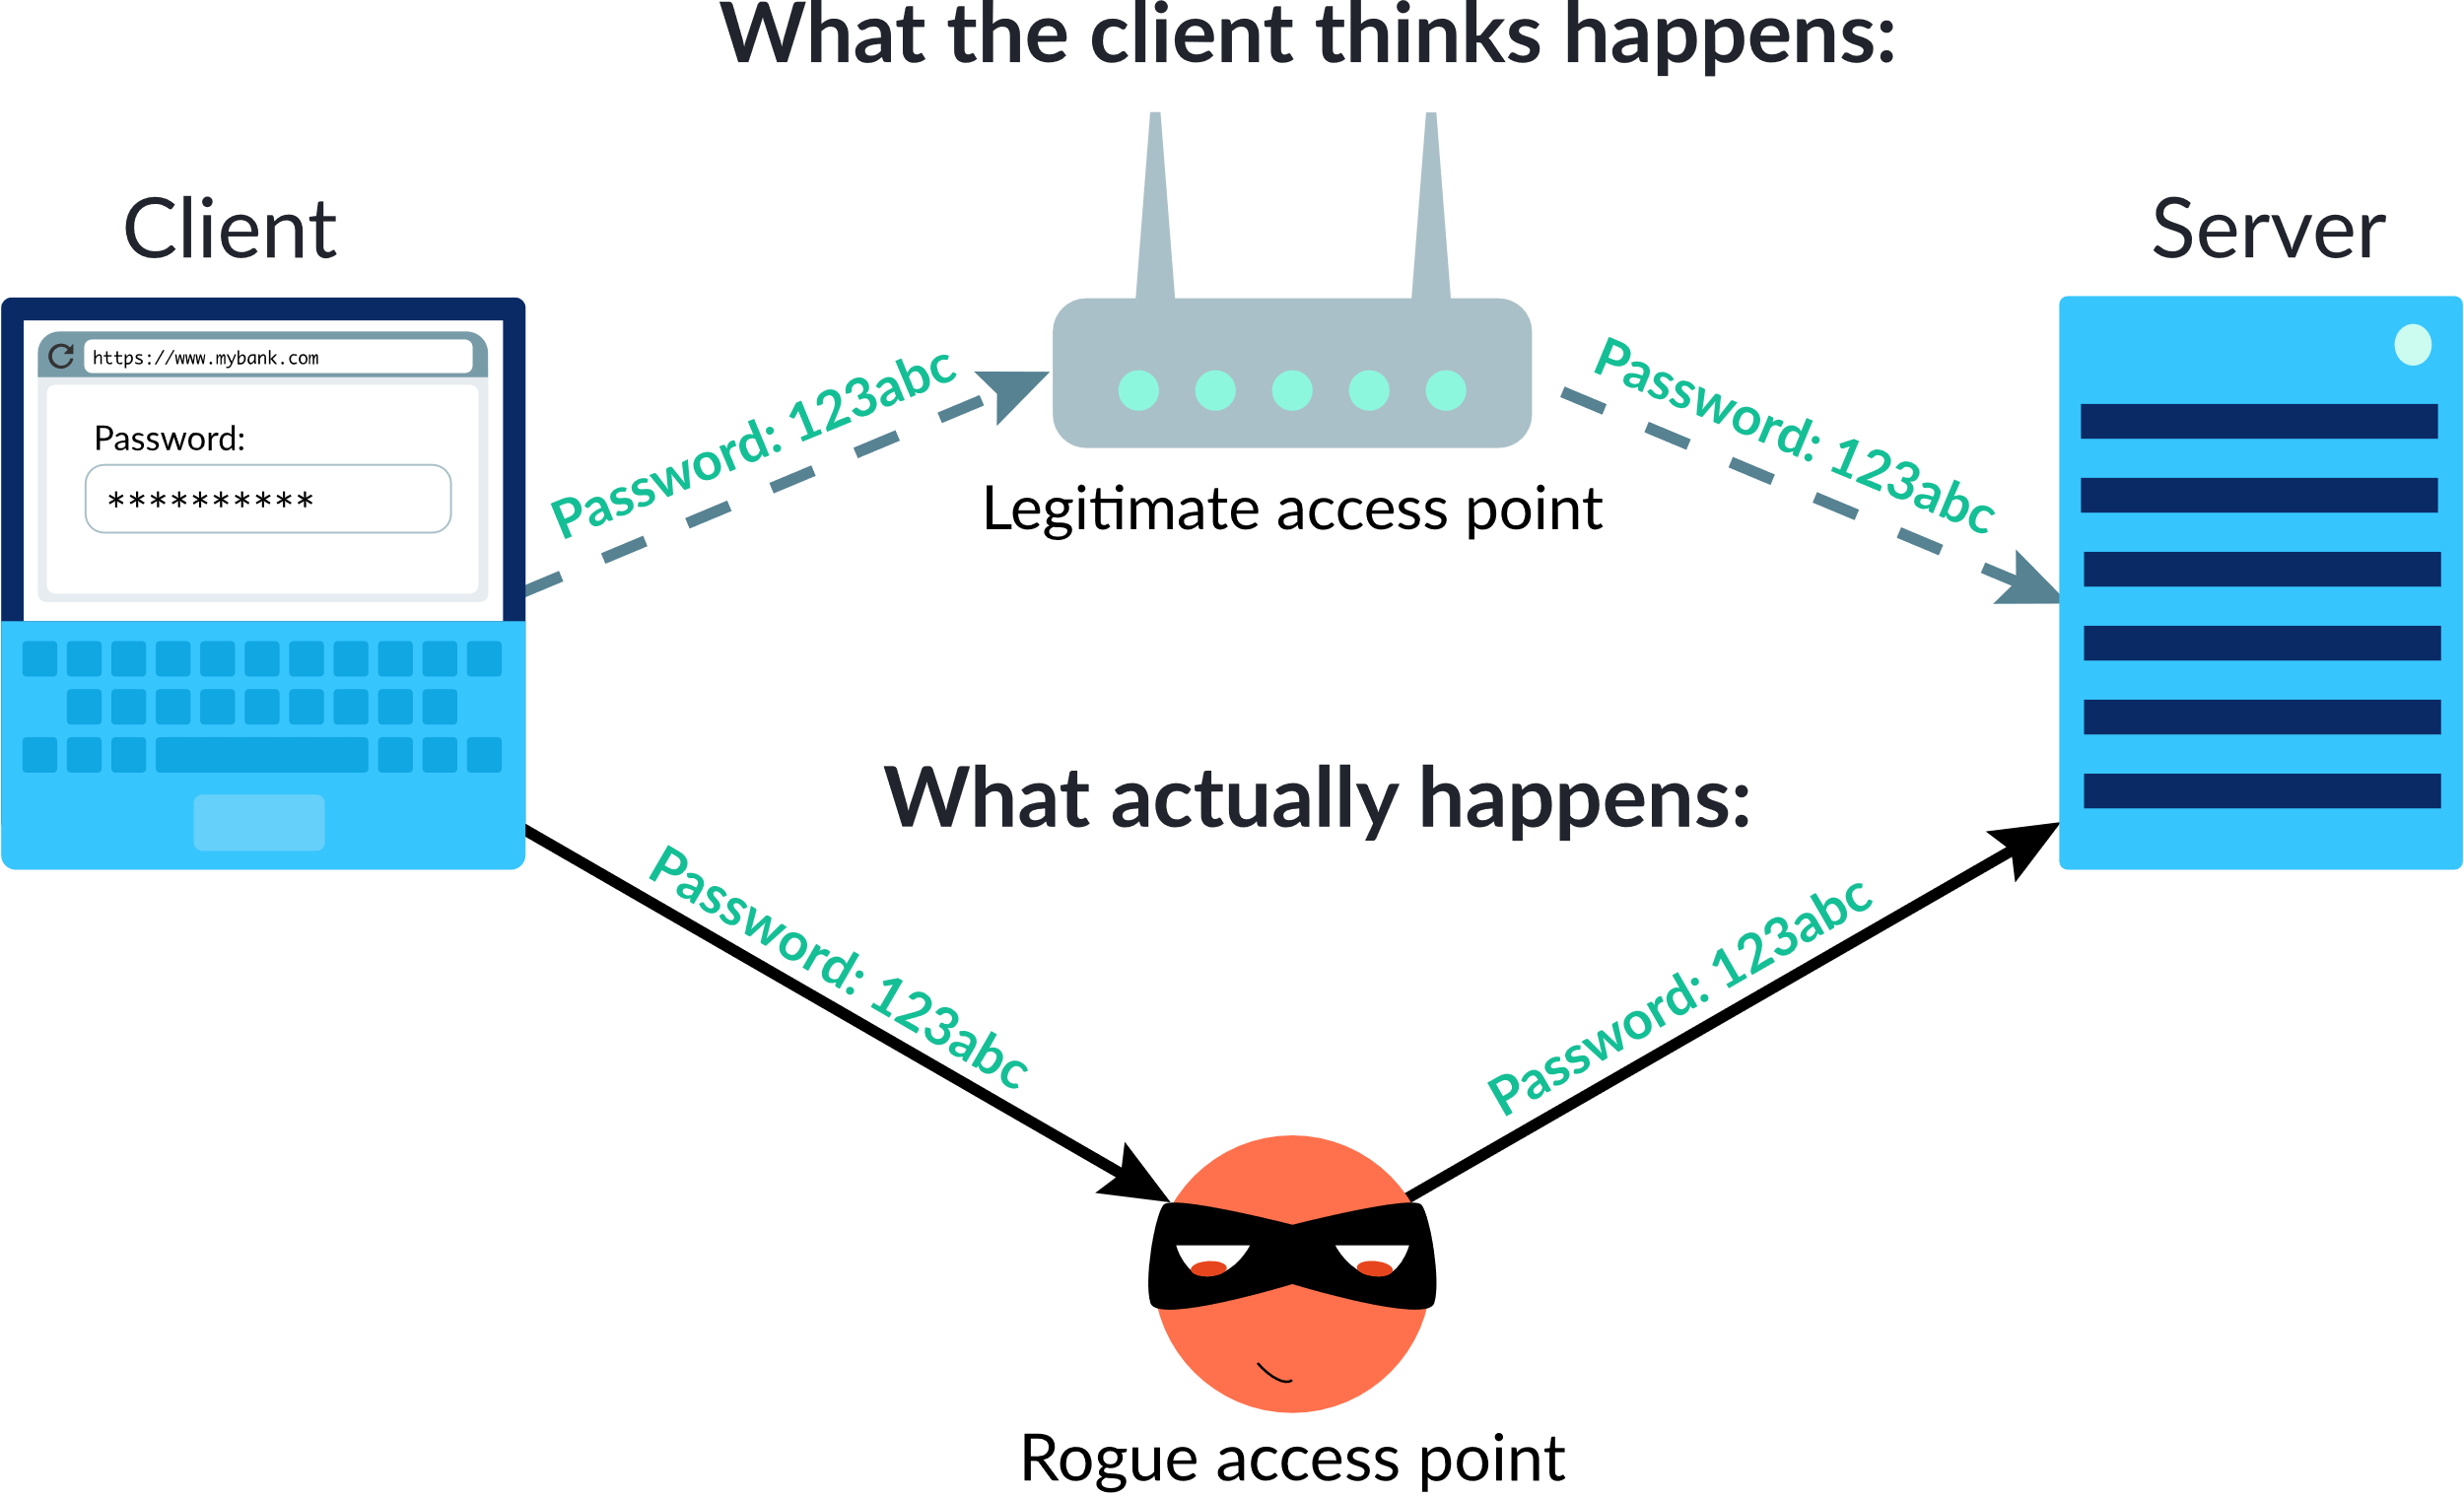 What the client thinks happens:
Client
Server
https://www.mybank.com
Password:
**********
Password: 123abc
Password: 123abc
Legitimate access point
What actually happens:
Password: 123abc
Password: 123abc
Rogue access point